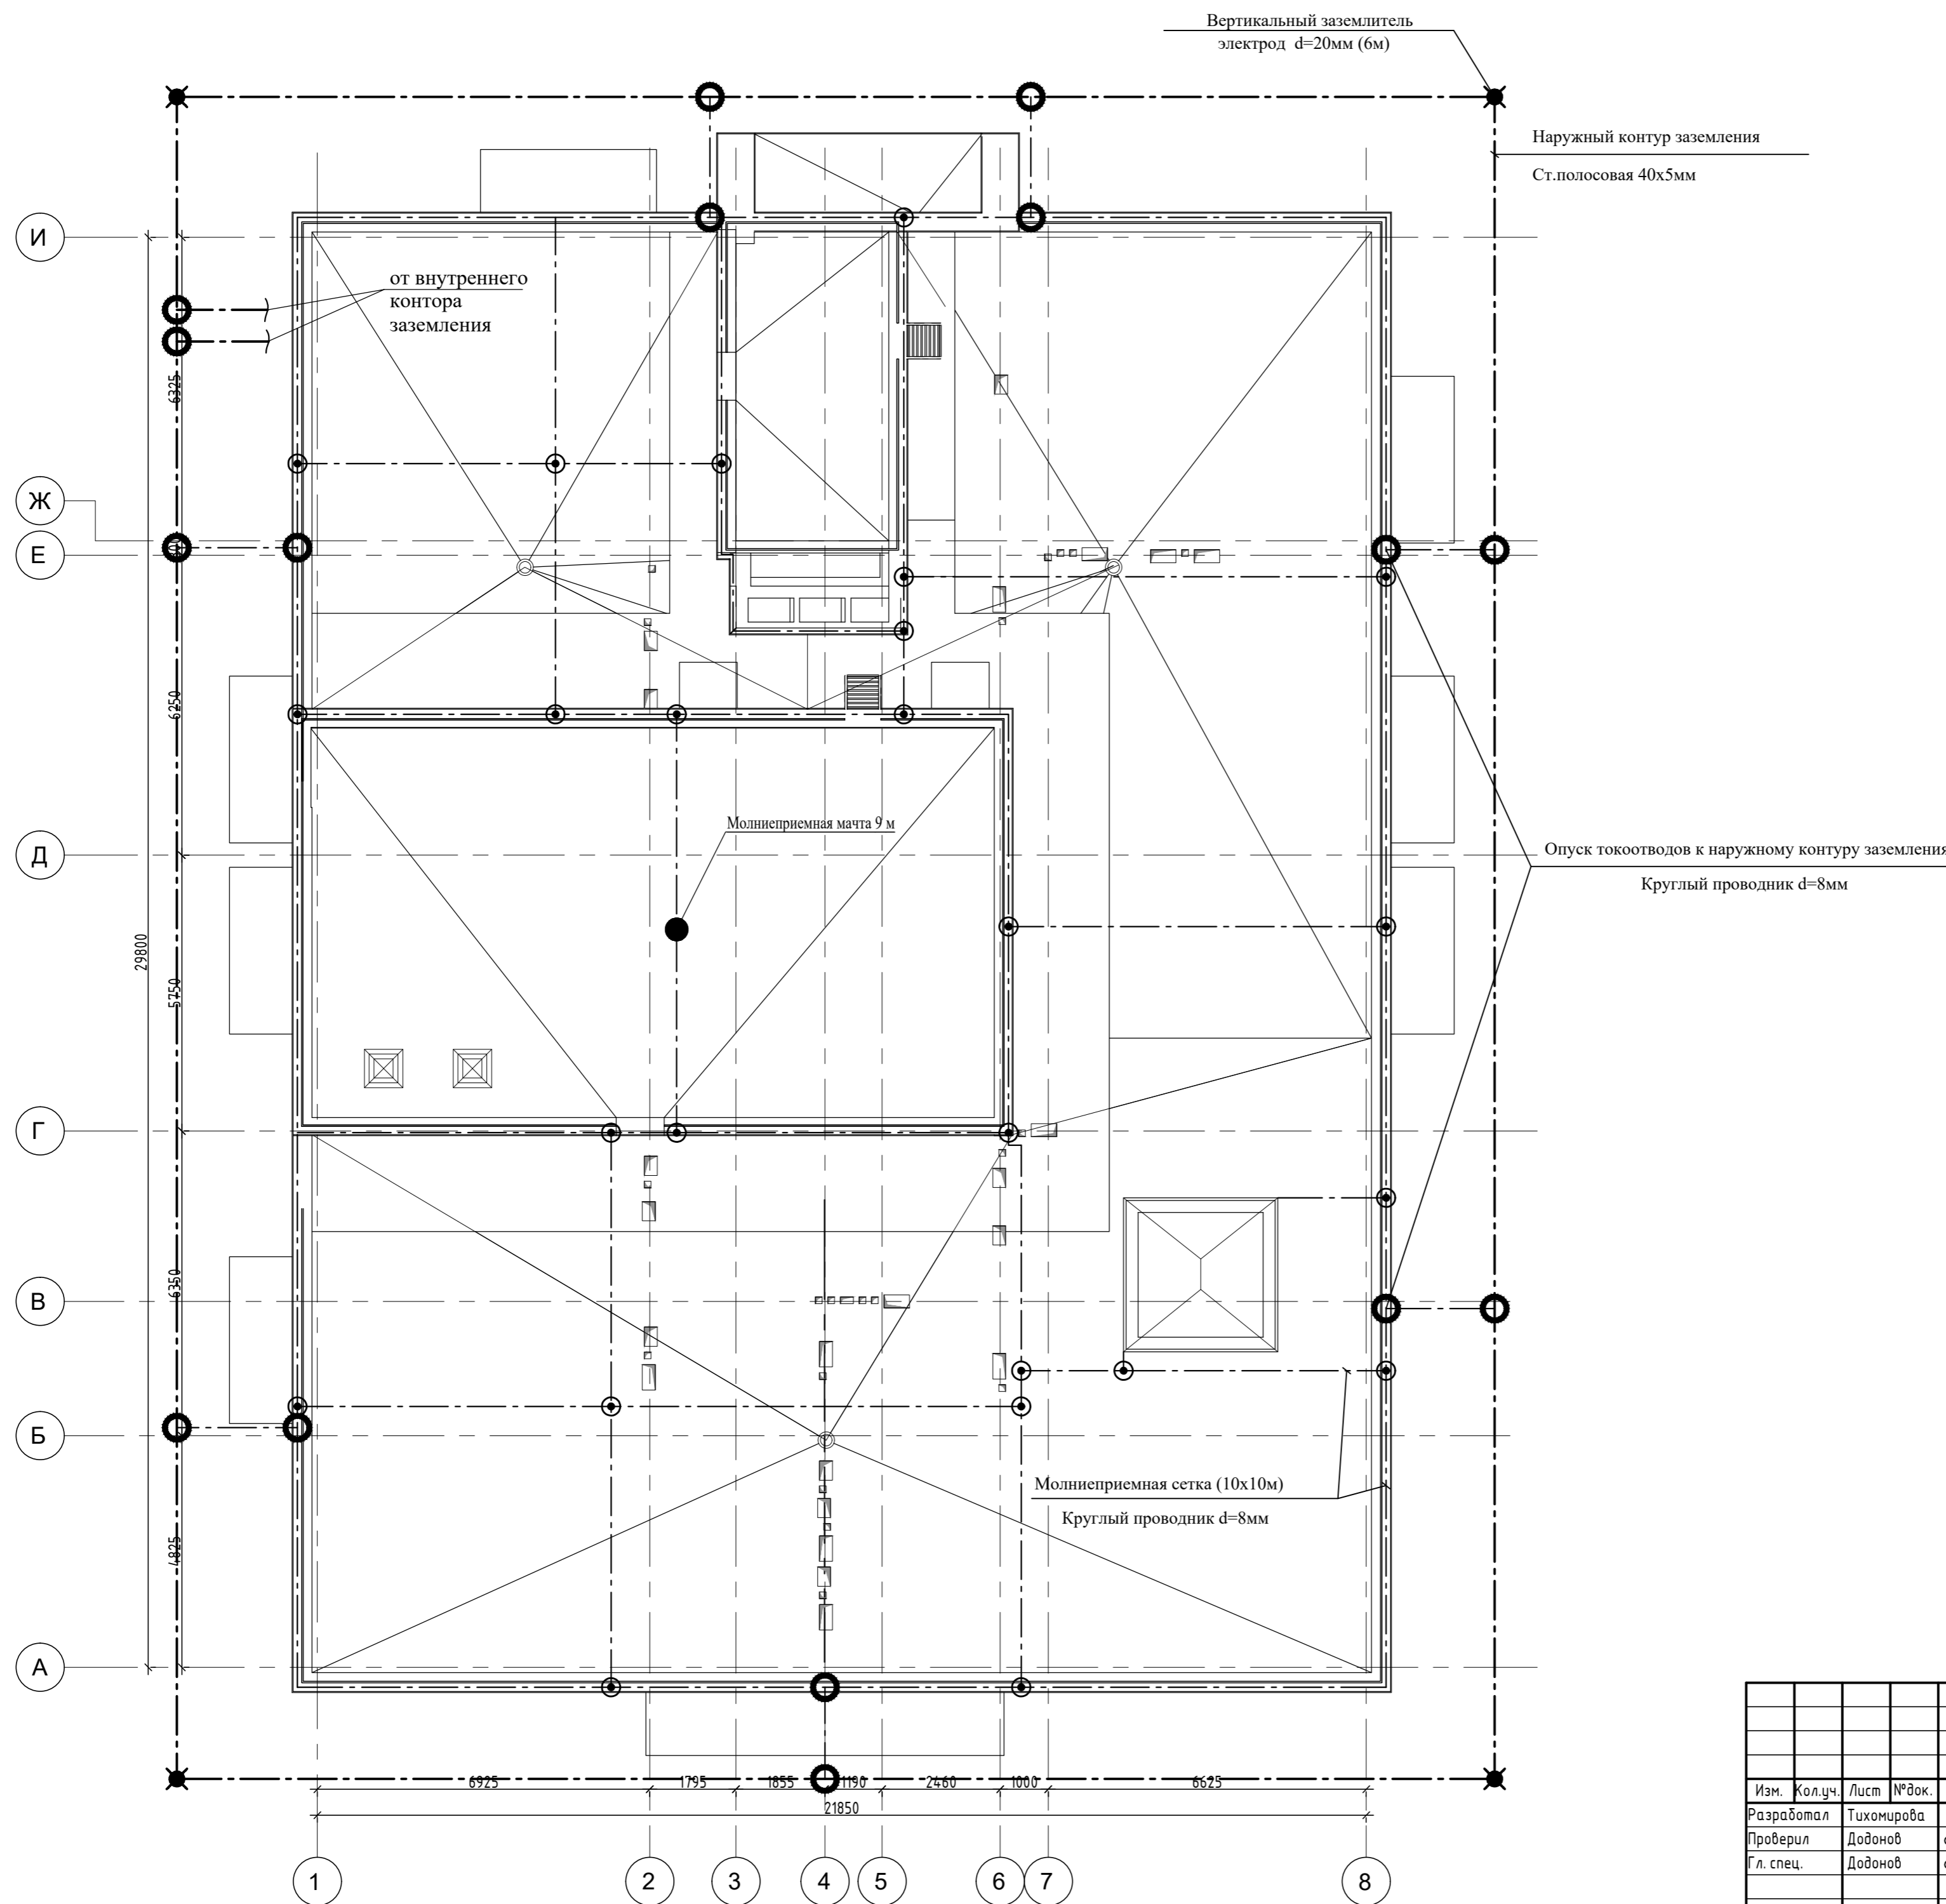 Вертикальный заземлитель
электрод d=20мм (6м)
Наружный контур заземления
Ст.полосовая 40х5мм
И
от внутреннего
контора
заземления
6325
Ж
Е
6250
Молниеприемная мачта 9 м
Д
Опуск токоотводов к наружному контуру заземления
Круглый проводник d=8мм
29800
5750
Г
6350
В
Б
Молниеприемная сетка (10х10м)
Круглый проводник d=8мм
4825
А
6925 1795 1855 1190 2460 1000 6625
21850
Изм. Кол.уч. Лист №док.
Разработал Тихомирова
Проверил Додонов
Гл. спец. Додонов
1 2 3 4 5 6 7 8